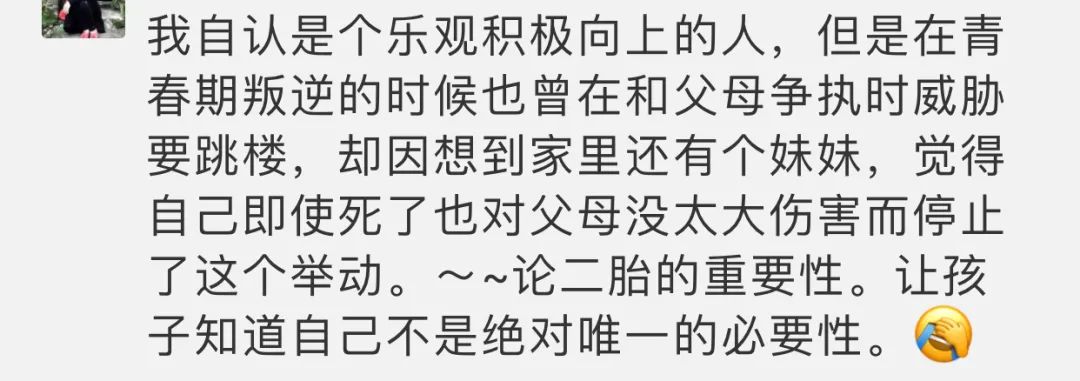 我自认是个乐观积极向上的人，但是在青
春期叛逆的时候也曾在和父母争执时威胁
要跳楼，却因想到家里还有个妹妹，觉得
自己即使死了也对父母没太大伤害而停止
了这个举动。～~论二胎的重要性。让孩
子知道自己不是绝对唯一的必要性。🤦